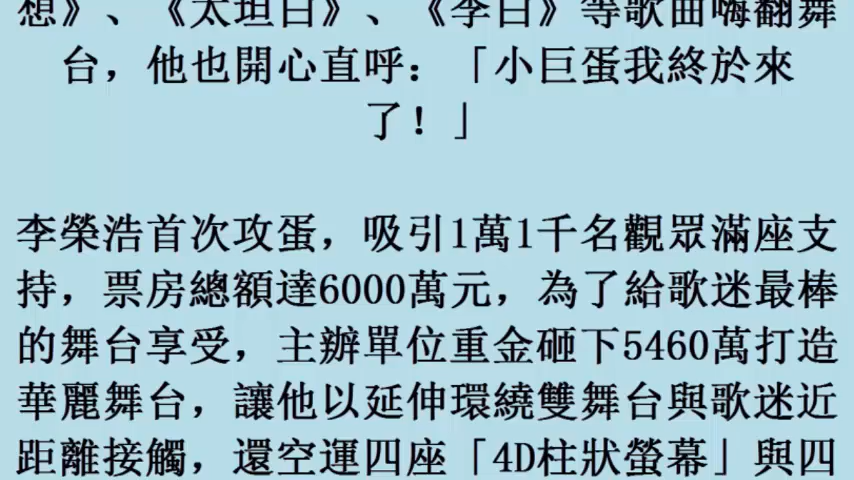 想》、《太坦白》、《李白》等歌曲嗨翻舞
台，他也開心直呼：「小巨蛋我終於來
了！」
李榮浩首次攻蛋，吸引1萬1千名觀眾滿座支
持，票房總額達6000萬元，為了給歌迷最棒
的舞台享受，主辦單位重金砸下5460萬打造
華麗舞台，讓他以延伸環繞雙舞台與歌迷近
距離接觸，還空運四座「4D柱狀螢幕」與四